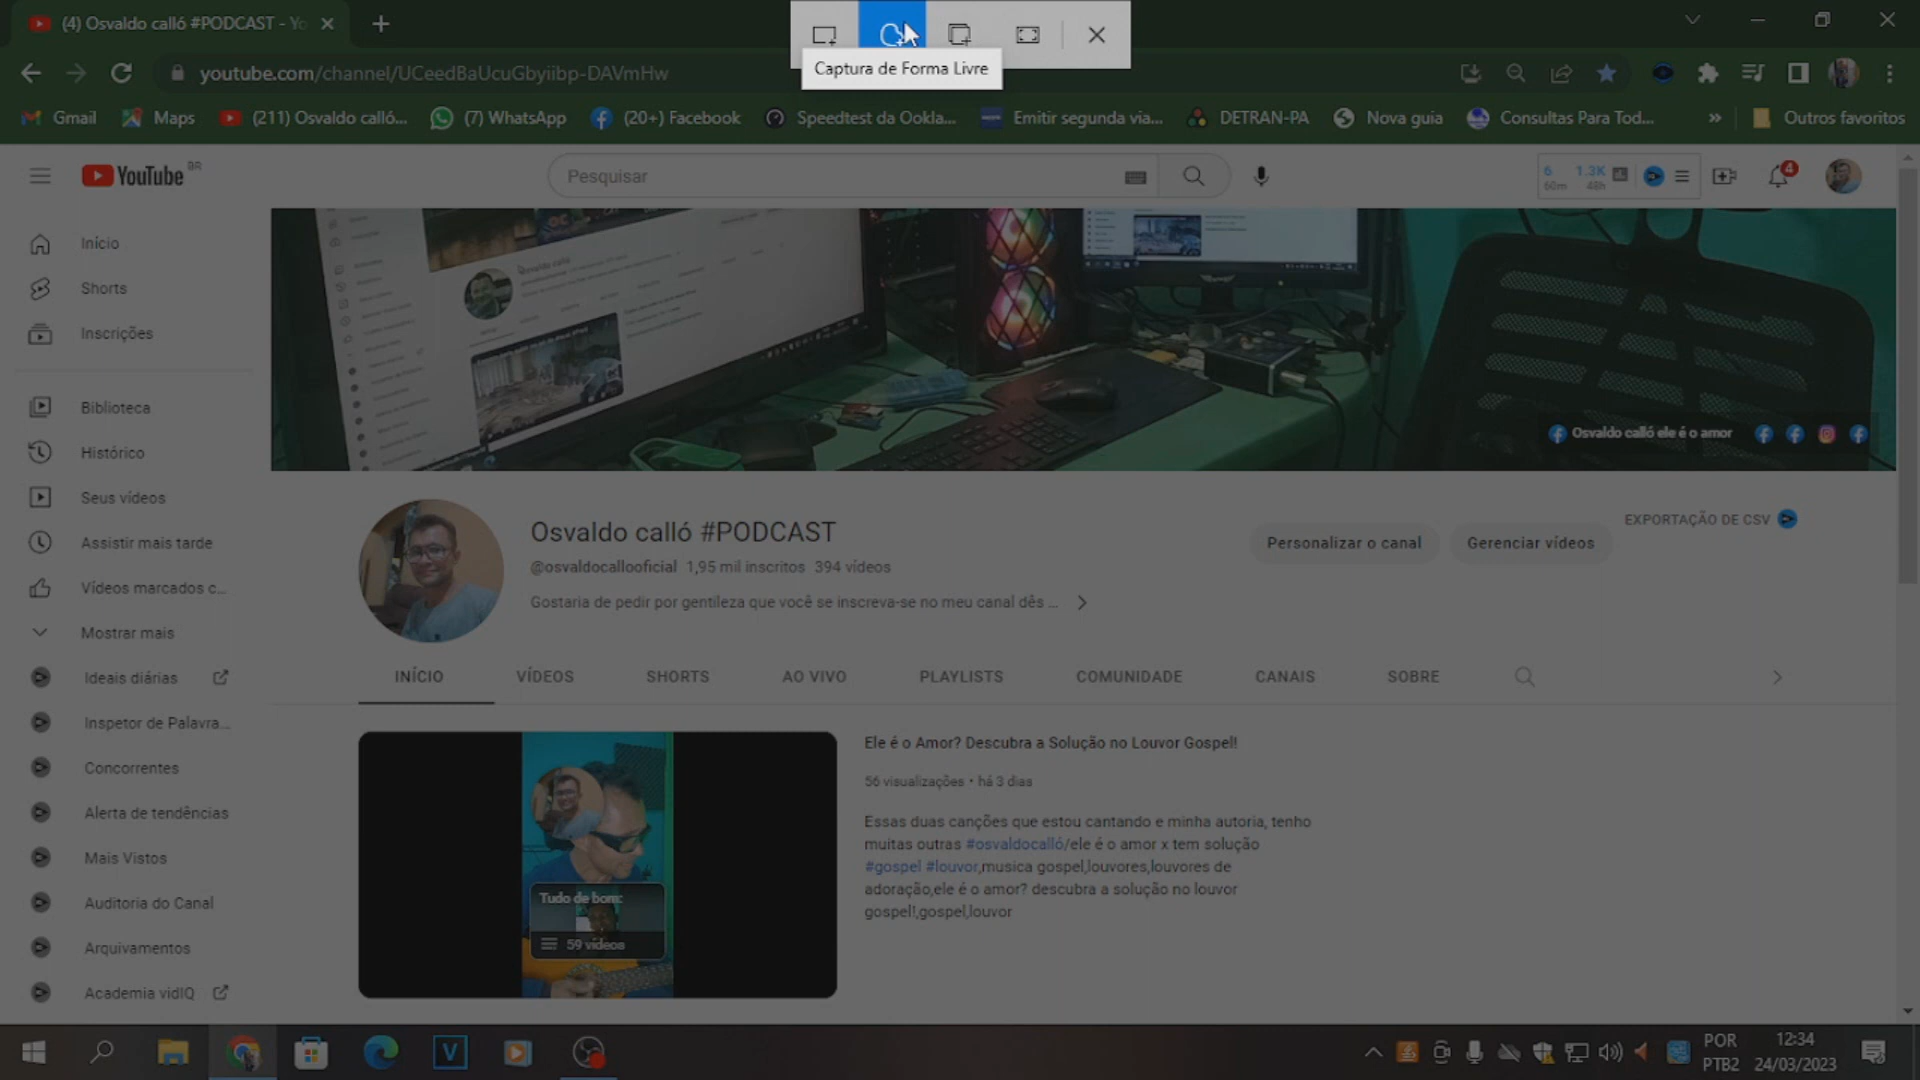 (4) Osvaldo calló #PODCAST - Yo
Captura de Forma Livre
youtube.com/channel/UCeedBaUcuGbyiibp-DAVmHw
Gmail
Maps
(211) Osvaldo calló...
(7) WhatsApp
(20+) Facebook
Speedtest da Ookla...
Emitir segunda via...
DETRAN-PA
Nova guia
Consultas Para Tod...
»
Outros favoritos
YouTube BR
Pesquisar
6
60m
1.3K
48h
4
Início
Shorts
Inscrições
Biblioteca
Histórico
Seus vídeos
Assistir mais tarde
Vídeos marcados c...
Mostrar mais
Ideais diárias
Inspetor de Palavra...
Concorrentes
Alerta de tendências
Mais Vistos
Auditoria do Canal
Arquivamentos
Academia vidIQ
Osvaldo calló ele é o amor
Osvaldo calló #PODCAST
@osvaldocallooficial 1,95 mil inscritos 394 vídeos
Gostaria de pedir por gentileza que você se inscreva-se no meu canal dês ...
Personalizar o canal
Gerenciar vídeos
EXPORTAÇÃO DE CSV
INÍCIO
VÍDEOS
SHORTS
AO VIVO
PLAYLISTS
COMUNIDADE
CANAIS
SOBRE
Tudo de bom:
59 vídeos
Ele é o Amor? Descubra a Solução no Louvor Gospel!
56 visualizações • há 3 dias
Essas duas canções que estou cantando e minha autoria, tenho
muitas outras #osvaldocalló/ele é o amor x tem solução
#gospel #louvor,musica gospel,louvores,louvores de
adoração,ele é o amor? descubra a solução no louvor
gospel!,gospel,louvor
V
POR
PTB2
12:34
24/03/2023